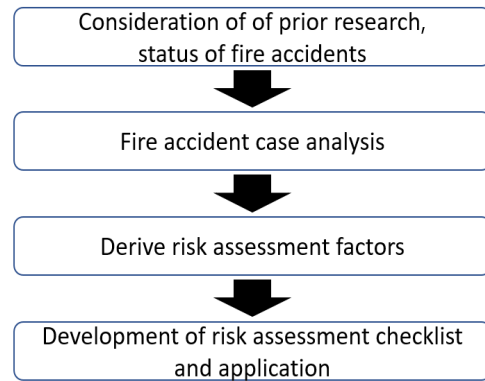 Consideration of of prior research,
status of fire accidents
Fire accident case analysis
Derive risk assessment factors
Development of risk assessment checklist
and application